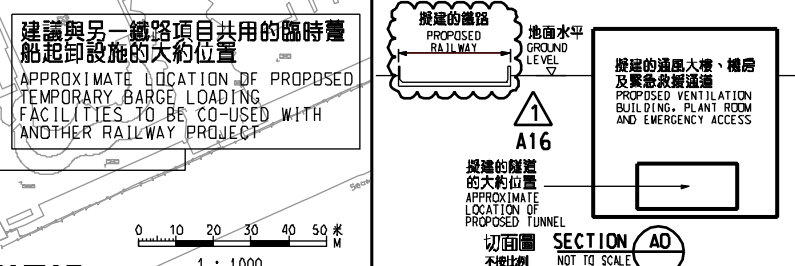 建議與另一鐵路項目共用的臨時躉
船起卸設施的大約位置
APPROXIMATE LOCATION OF PROPOSED
TEMPORARY BARGE LOADING
FACILITIES TO BE CO-USED WITH
ANOTHER RAILWAY PROJECT
0 10 20 30 40 50 米
M
1 : 1000
擬建的鐵路
PROPOSED
RAILWAY
地面水平
GROUND
LEVEL
1
A16
擬建的通風大樓、機房
及緊急救援通道
PROPOSED VENTILATION
BUILDING, PLANT ROOM
AND EMERGENCY ACCESS
擬建的隧道
的大約位置
APPROXIMATE
LOCATION OF
PROPOSED TUNNEL
切面圖 SECTION AO
不按比例 NOT TO SCALE